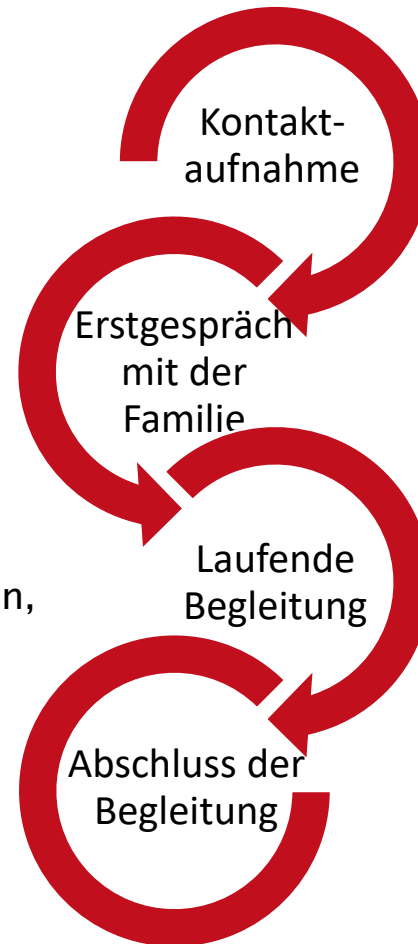 Kontakt-
aufnahme
Erstgespräch
mit der
Familie
Laufende
Begleitung
n,
Abschluss der
Begleitung